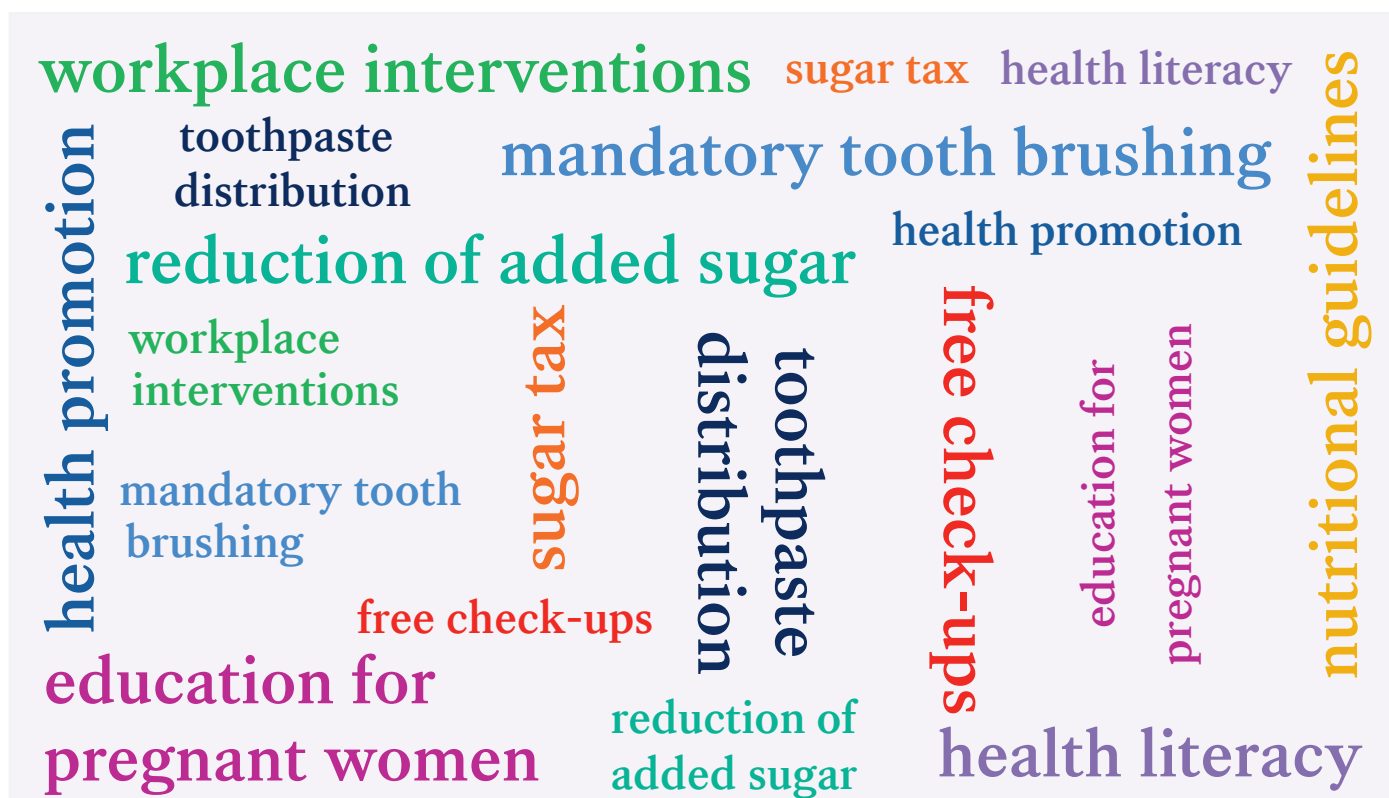 workplace interventions
sugar tax
health literacy
nutritional guidelines
health promotion
toothpaste
distribution
mandatory tooth brushing
health promotion
reduction of added sugar
workplace
interventions
sugar tax
toothpaste
distribution
free check-ups
education for
pregnant women
mandatory tooth
brushing
free check-ups
education for
pregnant women
reduction of
added sugar
health literacy